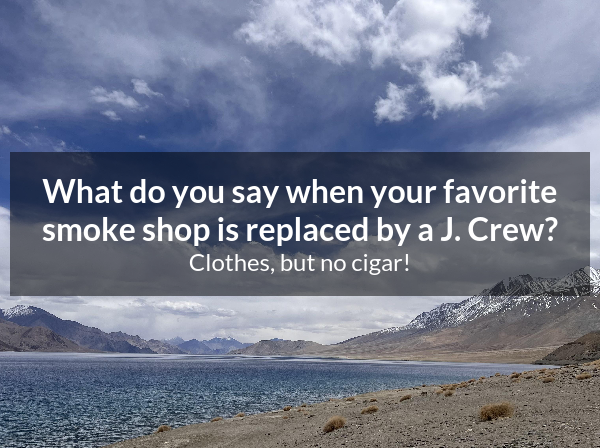 What do you say when your favorite
smoke shop is replaced by a J. Crew?
Clothes, but no cigar!